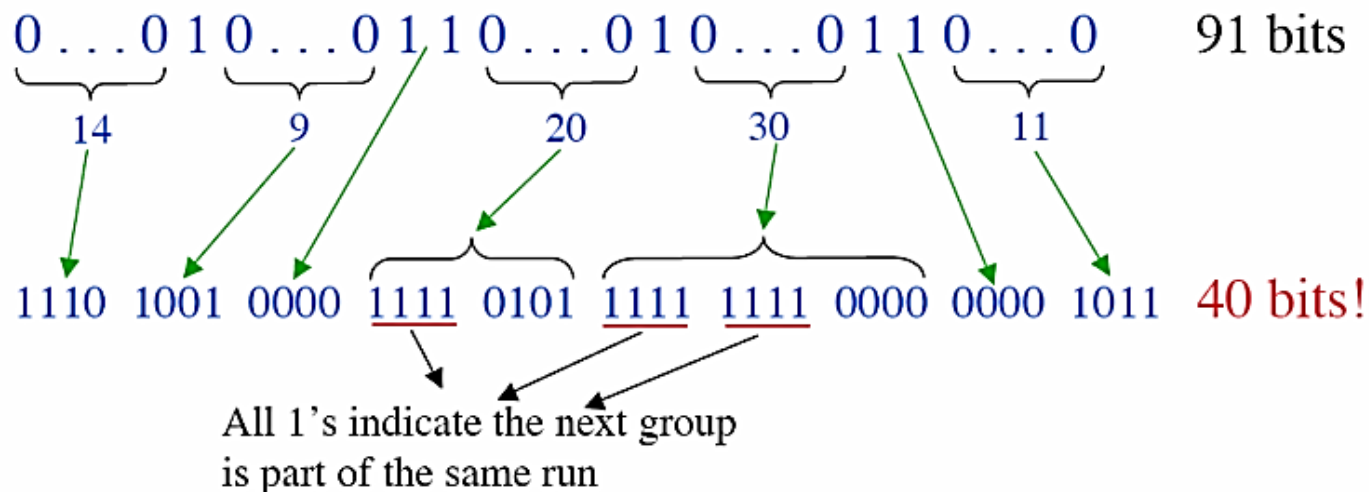 0 . . . 0 1 0 . . . 0 1 1 0 . . . 0 1 0 . . . 0 1 1 0 . . . 0 91 bits
14 9 20 30 11
1110 1001 0000 1111 0101 1111 1111 0000 0000 1011 40 bits!
All 1’s indicate the next group
is part of the same run